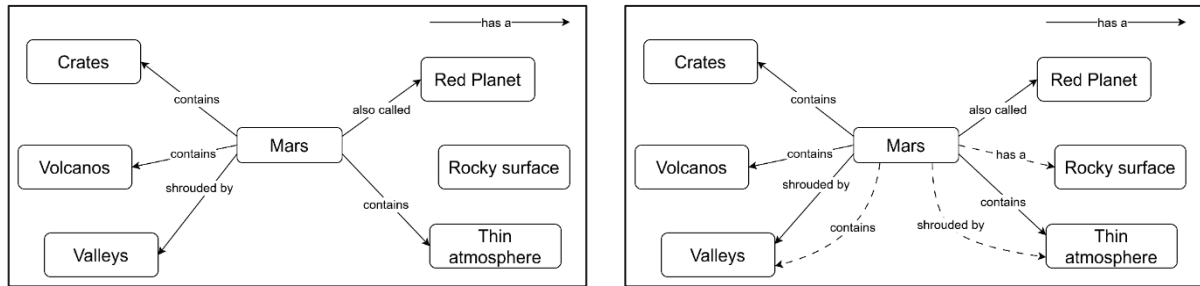 has a
Crates
Red Planet
contains
also called
Mars
contains
Volcanos
Rocky surface
shrouded by
contains
Valleys
Thin
atmosphere
has a
Crates
Red Planet
contains
also called
Mars
contains
has a
Volcanos
Rocky surface
shrouded by
contains
shrouded by
contains
Valleys
Thin
atmosphere